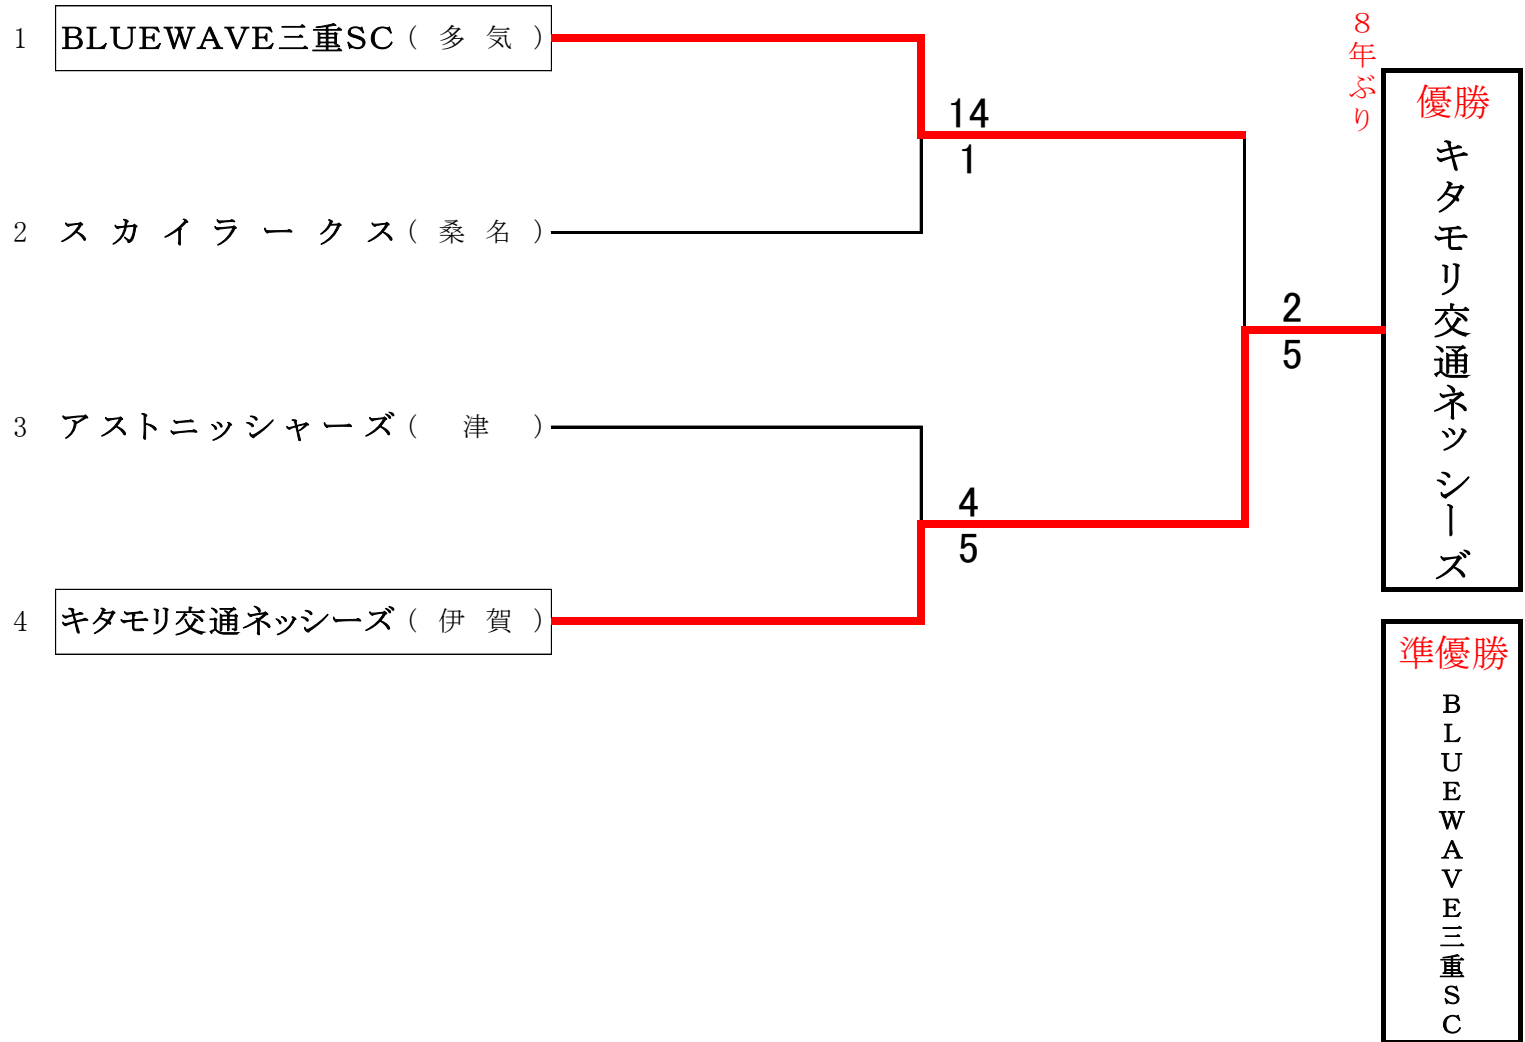 1 BLUEWAVE三重SC ( 多 気 )
14
1
2 スカイラークス ( 桑 名 )
3 アストニッシャーズ ( 津 )
4
5
4 キタモリ交通ネッシーズ ( 伊 賀 )
2
5
8年ぶり
優勝
キタモリ交通ネッシーズ
準優勝
BLUEWAVE三重SC